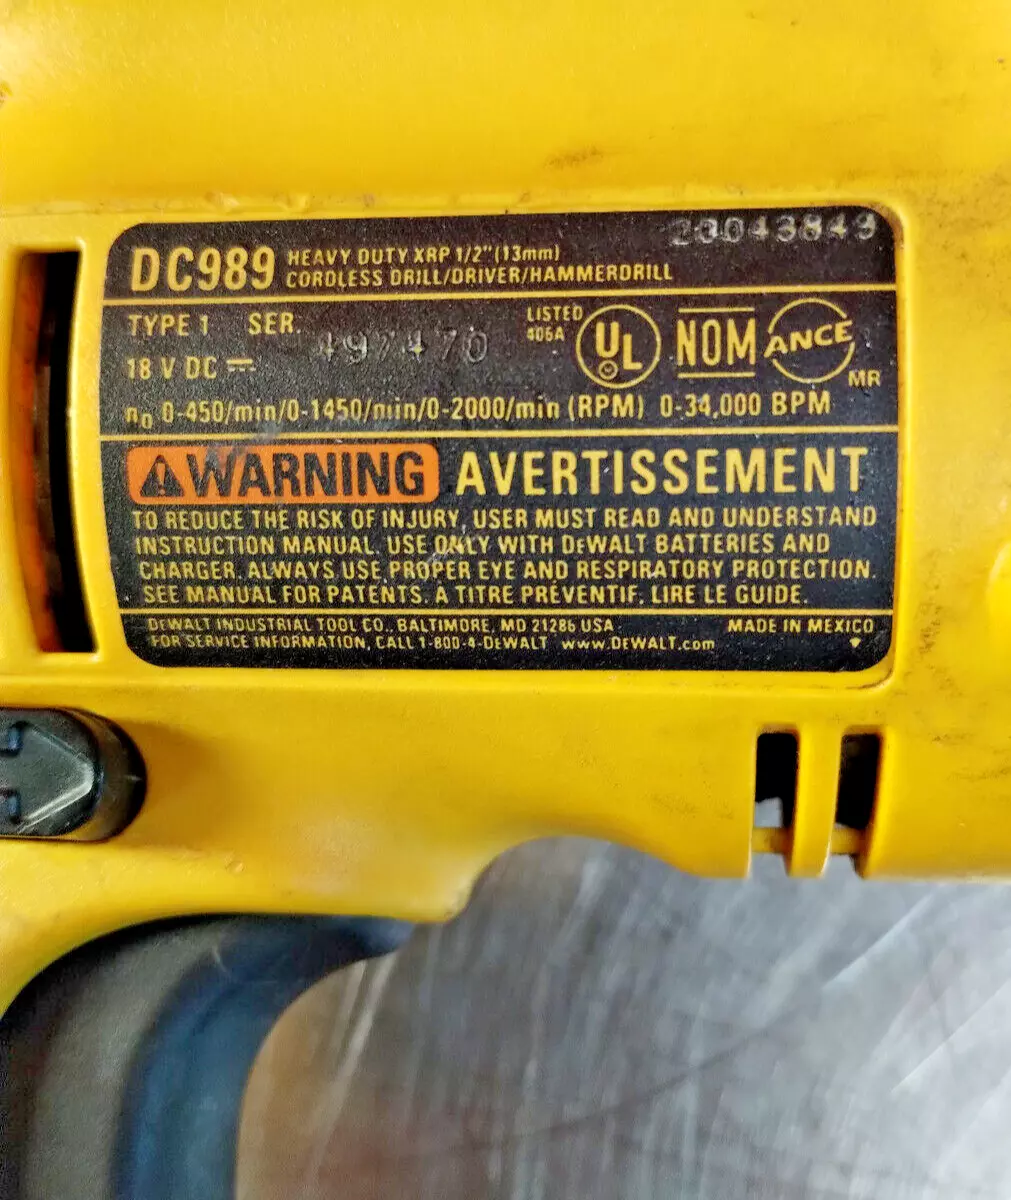 20043849
DC989 HEAVY DUTY XRP 1/2"(13mm)
CORDLESS DRILL/DRIVER/HAMMERDRILL
TYPE 1 SER. 497470
LISTED
406A
UL NOM ANCE
MR
18 V DC ⎓
n₀ 0-450/min/0-1450/min/0-2000/min (RPM) 0-34,000 BPM
⚠WARNING AVERTISSEMENT
TO REDUCE THE RISK OF INJURY, USER MUST READ AND UNDERSTAND
INSTRUCTION MANUAL. USE ONLY WITH DEWALT BATTERIES AND
CHARGER. ALWAYS USE PROPER EYE AND RESPIRATORY PROTECTION.
SEE MANUAL FOR PATENTS. A TITRE PRÉVENTIF, LIRE LE GUIDE.
DEWALT INDUSTRIAL TOOL CO., BALTIMORE, MD 21286 USA MADE IN MEXICO
FOR SERVICE INFORMATION, CALL 1-800-4-DEWALT www.DEWALT.com